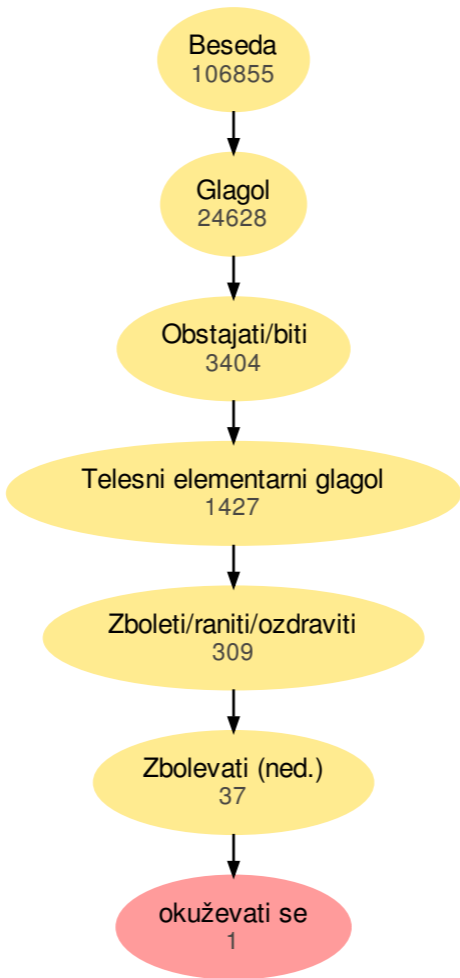 Beseda
106855
Glagol
24628
Obstajati/biti
3404
Telesni elementarni glagol
1427
Zboleti/raniti/ozdraviti
309
Zbolevati (ned.)
37
okuževati se
1